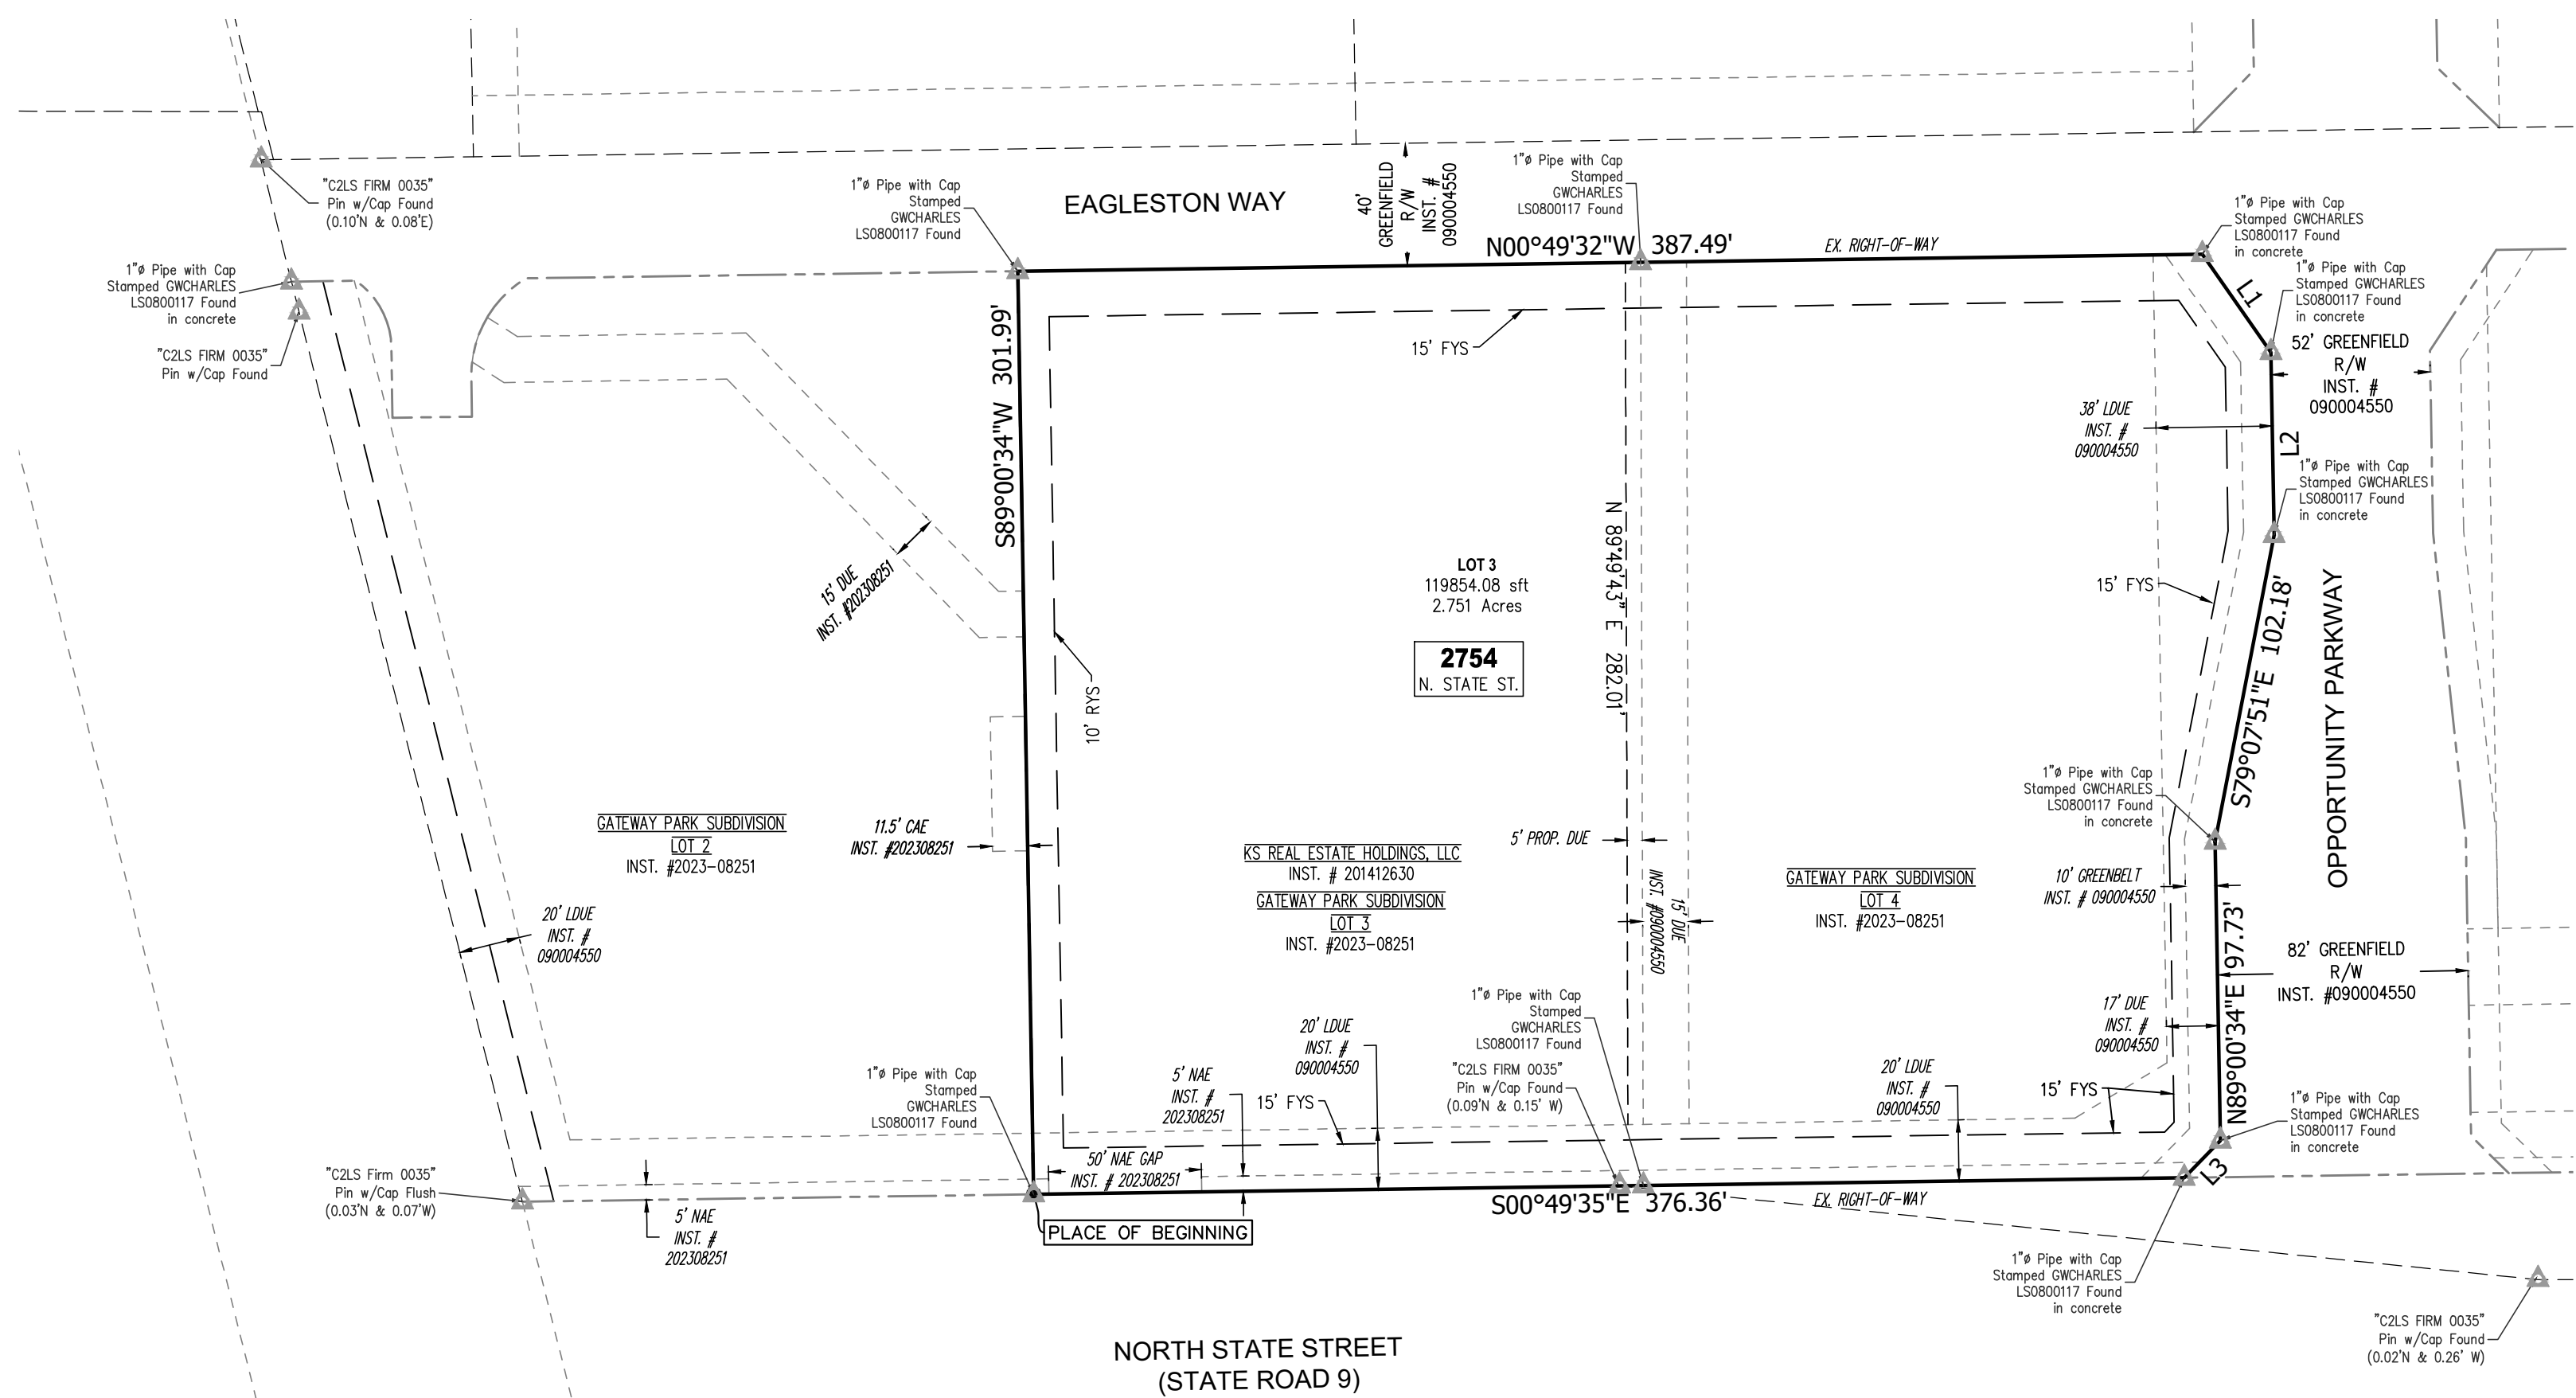 "C2LS FIRM 0035"
Pin w/Cap Found
(0.10'N & 0.08'E)
1"ø Pipe with Cap
Stamped GWCHARLES
LS0800117 Found
in concrete
"C2LS FIRM 0035"
Pin w/Cap Found
1"ø Pipe with Cap
Stamped
GWCHARLES
LS0800117 Found
EAGLESTON WAY
40'
GREENFIELD
R/W
INST. #
090004550
1"ø Pipe with Cap
Stamped
GWCHARLES
LS0800117 Found
N00°49'32"W 387.49'
EX. RIGHT-OF-WAY
1"ø Pipe with Cap
Stamped GWCHARLES
LS0800117 Found
in concrete
1"ø Pipe with Cap
Stamped GWCHARLES
LS0800117 Found
in concrete
L1
52' GREENFIELD
R/W
INST. #
090004550
15' FYS
S89°00'34"W 301.99'
38' LDUE
INST. #
090004550
L2
1"ø Pipe with Cap
Stamped GWCHARLES
LS0800117 Found
in concrete
15' DUE
INST. #202308251
LOT 3
119854.08 sft
2.751 Acres
2754
N. STATE ST.
N 89°49'43" E 282.01'
15' FYS
S79°07'51"E 102.18'
OPPORTUNITY PARKWAY
10' RYS
1"ø Pipe with Cap
Stamped GWCHARLES
LS0800117 Found
in concrete
GATEWAY PARK SUBDIVISION
LOT 2
INST. #2023-08251
11.5' CAE
INST. #202308251
KS REAL ESTATE HOLDINGS, LLC
INST. # 201412630
GATEWAY PARK SUBDIVISION
LOT 3
INST. #2023-08251
5' PROP. DUE
15' DUE
INST. #090004550
GATEWAY PARK SUBDIVISION
LOT 4
INST. #2023-08251
10' GREENBELT
INST. # 090004550
20' LDUE
INST. #
090004550
N89°00'34"E 97.73'
82' GREENFIELD
R/W
INST. #090004550
17' DUE
INST. #
090004550
1"ø Pipe with Cap
Stamped
GWCHARLES
LS0800117 Found
"C2LS FIRM 0035"
Pin w/Cap Found
(0.09'N & 0.15' W)
20' LDUE
INST. #
090004550
5' NAE
INST. #
202308251
15' FYS
20' LDUE
INST. #
090004550
15' FYS
1"ø Pipe with Cap
Stamped GWCHARLES
LS0800117 Found
in concrete
1"ø Pipe with Cap
Stamped
GWCHARLES
LS0800117 Found
50' NAE GAP
INST. # 202308251
"C2LS Firm 0035"
Pin w/Cap Flush
(0.03'N & 0.07'W)
5' NAE
INST. #
202308251
PLACE OF BEGINNING
S00°49'35"E 376.36'
EX. RIGHT-OF-WAY
L3
1"ø Pipe with Cap
Stamped GWCHARLES
LS0800117 Found
in concrete
"C2LS FIRM 0035"
Pin w/Cap Found
(0.02'N & 0.26' W)
NORTH STATE STREET
(STATE ROAD 9)